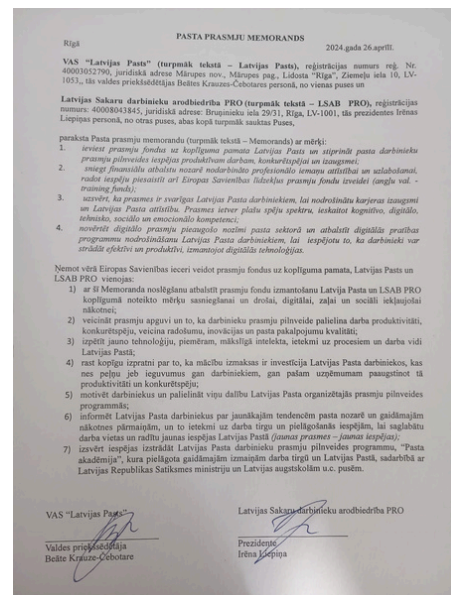 PASTA PRASMJU MEMORANDS
Rīgā
2024.gada 26.aprīlī.
VAS "Latvijas Pasts" (turpmāk tekstā – Latvijas Pasts), reģistrācijas numurs reģ. Nr.
40003052790, juridiskā adrese Mārupes nov., Mārupes pag., Lidosta "Rīga", Ziemeļu iela 10, LV-
1053,, tās valdes priekšsēdētājas Beātes Krauzes-Čebotares personā, no vienas puses un
Latvijas Sakaru darbinieku arodbiedrība PRO (turpmāk tekstā – LSAB PRO), reģistrācijas
numurs: 40008043845, juridiskā adrese: Bruņinieku iela 29/31, Rīga, LV-1001, tās prezidentes Irēnas
Liepiņas personā, no otras puses, abas kopā turpmāk sauktas Puses,
paraksta Pasta prasmju memorandu (turpmāk tekstā – Memorands) ar mērķi:
1. ieviest prasmju fondus uz koplīguma pamata Latvijas Pastā un stiprināt pasta darbinieku
prasmju pilnveides iespējas produktīvam darbam, konkurētspējai un izaugsmei;
2. sniegt finansiālu atbalstu nozarē nodarbināto profesionālo iemaņu attīstībai un uzlabošanai,
radot iespēju piesaistīt arī Eiropas Savienības līdzekļus prasmju fondu izveidei (angļu val. -
training funds);
3. uzsvērt, ka prasmes ir svarīgas Latvijas Pasta darbiniekiem, lai nodrošinātu karjeras izaugsmi
un Latvijas Pasta attīstību. Prasmes ietver plašu spēju spektru, ieskaitot kognitīvo, digitālo,
tehnisko, sociālo un emocionālo kompetenci;
4. novērtēt digitālo prasmju pieaugošo nozīmi pasta sektorā un atbalstīt digitālās pratības
programmu nodrošināšanu Latvijas Pasta darbiniekiem, lai iespējotu to, ka darbinieki var
strādāt efektīvi un produktīvi, izmantojot digitālās tehnoloģijas.
Ņemot vērā Eiropas Savienības ieceri veidot prasmju fondus uz koplīguma pamata, Latvijas Pasts un
LSAB PRO vienojas:
1) ar šī Memoranda noslēgšanu atbalstīt prasmju fondu izmantošanu Latvijas Pasta un LSAB PRO
koplīgumā noteikto mērķu sasniegšanai un drošai, digitālai, zaļai un sociāli iekļaujošai
nākotnei;
2) veicināt prasmju apguvi un to, ka darbinieku prasmju pilnveide palielina darba produktivitāti,
konkurētspēju, veicina radošumu, inovācijas un pasta pakalpojumu kvalitāti;
3) izpētīt jauno tehnoloģiju, piemēram, mākslīgā intelekta, ietekmi uz procesiem un darba vidi
Latvijas Pastā;
4) rast kopīgu izpratni par to, ka mācību izmaksas ir investīcija Latvijas Pasta darbiniekos, kas
nes peļņu jeb ieguvumus gan darbiniekiem, gan pašam uzņēmumam paaugstinot tā
produktivitāti un konkurētspēju;
5) motivēt darbiniekus un palielināt viņu dalību Latvijas Pasta organizētajās prasmju pilnveides
programmās;
6) informēt Latvijas Pasta darbiniekus par jaunākajām tendencēm pasta nozarē un gaidāmajām
nākotnes pārmaiņām, un to ietekmi uz darba tirgu un pielāgošanās iespējām, lai saglabātu
darba vietas un radītu jaunas iespējas Latvijas Pastā (jaunas prasmes – jaunas iespējas);
7) izsvērt iespējas izstrādāt Latvijas Pasta darbinieku prasmju pilnveides programmu, "Pasta
akadēmija", kura pielāgota gaidāmajām izmaiņām darba tirgū un Latvijas Pastā, sadarbībā ar
Latvijas Republikas Satiksmes ministriju un Latvijas augstskolām u.c. pusēm.
VAS "Latvijas Pasts"
Latvijas Sakaru darbinieku arodbiedrība PRO
Valdes priekšsēdētāja
Beāte Krauze-Čebotare
Prezidente
Irēna Liepiņa